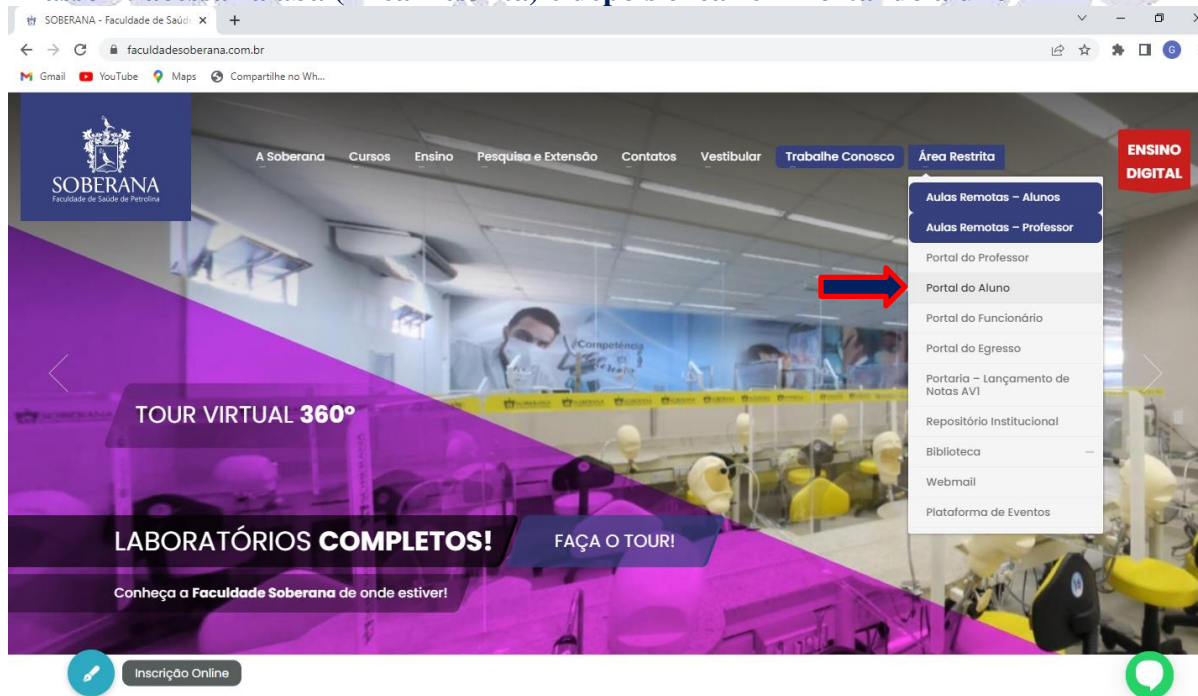 SOBERANA - Faculdade de Saúd
faculdadesoberana.com.br
G
Gmail YouTube Maps Compartilhe no Wh...
SOBERANA
Faculdade de Saúde de Petrolina
A Soberana Cursos Ensino Pesquisa e Extensão Contatos Vestibular Trabalhe Conosco Área Restrita
ENSINO
DIGITAL
Aulas Remotas – Alunos
Aulas Remotas – Professor
Portal do Professor
Portal do Aluno
Portal do Funcionário
Portal do Egresso
Portaria – Lançamento de
Notas AV1
Repositório Institucional
Biblioteca
Webmail
Plataforma de Eventos
Competência
TOUR VIRTUAL 360º
LABORATÓRIOS COMPLETOS!
FAÇA O TOUR!
Conheça a Faculdade Soberana de onde estiver!
Inscrição Online